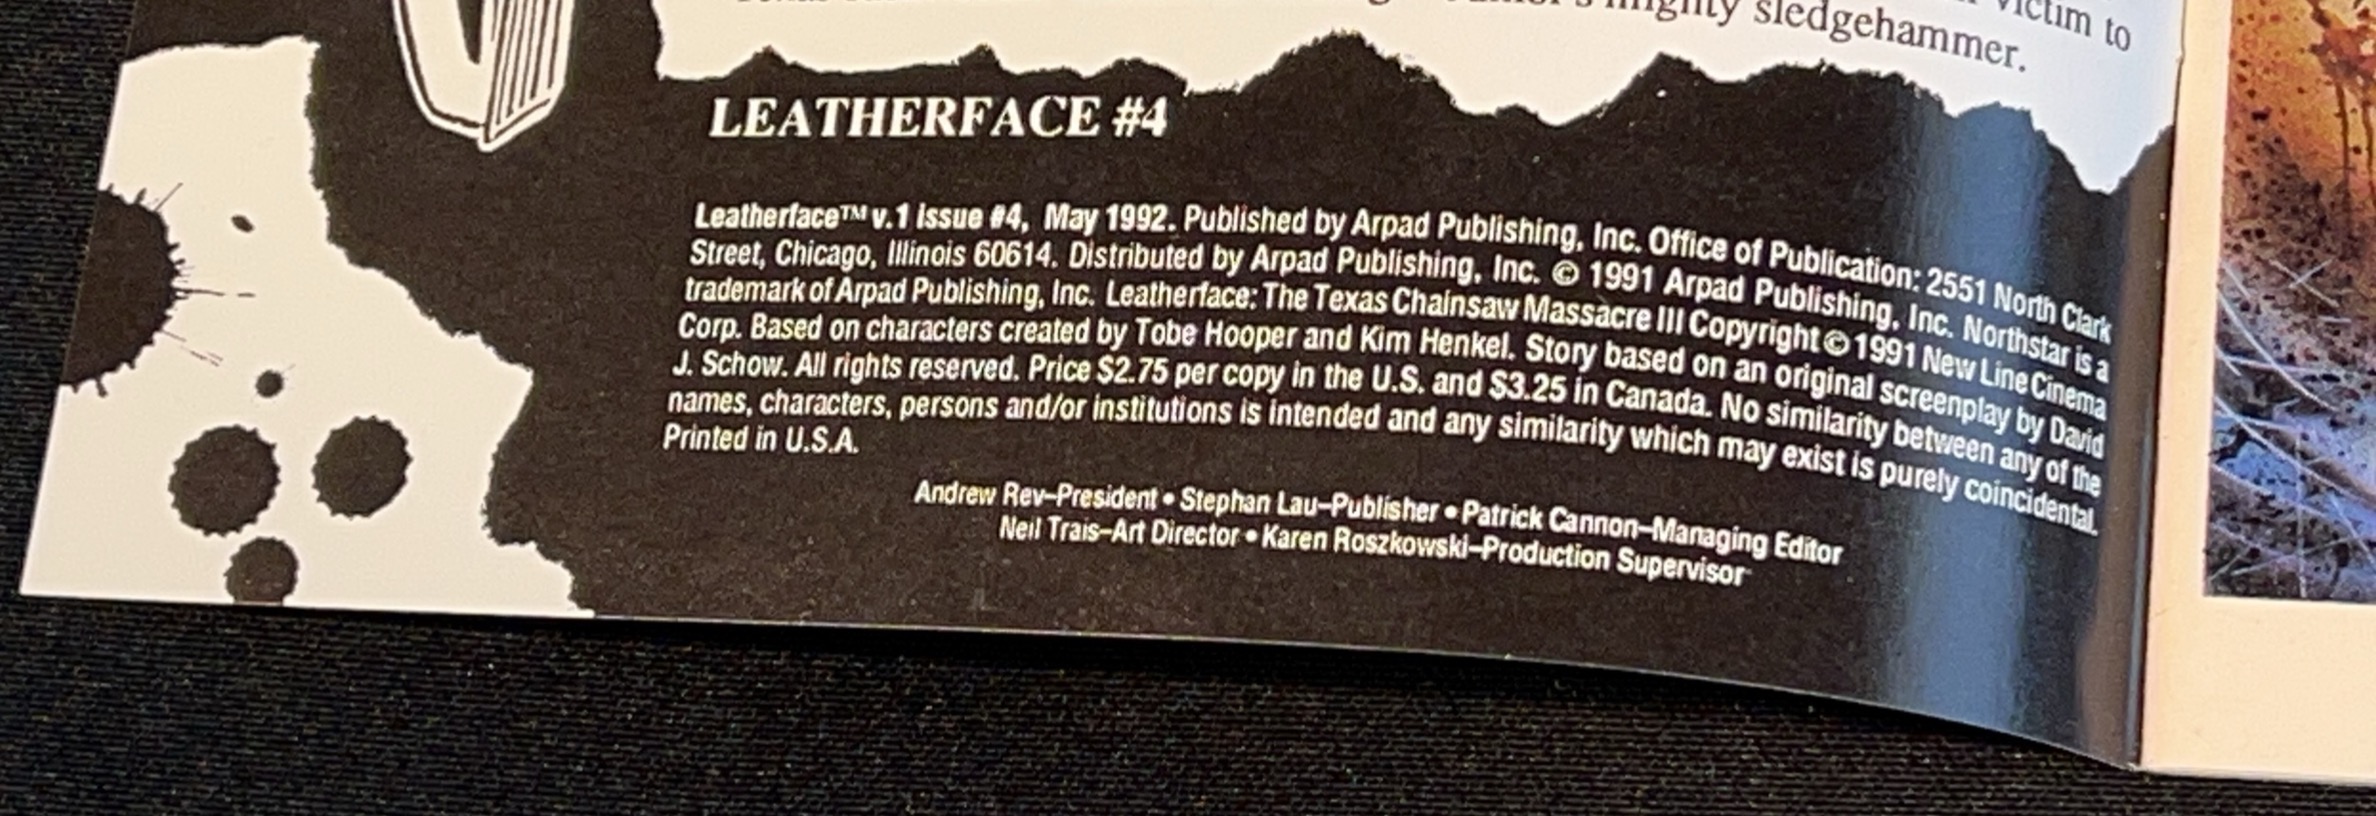 victim to
mighty sledgehammer.
LEATHERFACE #4
Leatherface™ v.1 Issue #4, May 1992. Published by Arpad Publishing, Inc. Office of Publication: 2551 North Clark
Street, Chicago, Illinois 60614. Distributed by Arpad Publishing, Inc. © 1991 Arpad Publishing, Inc. Northstar is a
trademark of Arpad Publishing, Inc. Leatherface: The Texas Chainsaw Massacre III Copyright © 1991 New Line Cinema
Corp. Based on characters created by Tobe Hooper and Kim Henkel. Story based on an original screenplay by David
J. Schow. All rights reserved. Price $2.75 per copy in the U.S. and $3.25 in Canada. No similarity between any of the
names, characters, persons and/or institutions is intended and any similarity which may exist is purely coincidental.
Printed in U.S.A.
Andrew Rev–President • Stephan Lau–Publisher • Patrick Cannon–Managing Editor
Neil Trais–Art Director • Karen Roszkowski–Production Supervisor